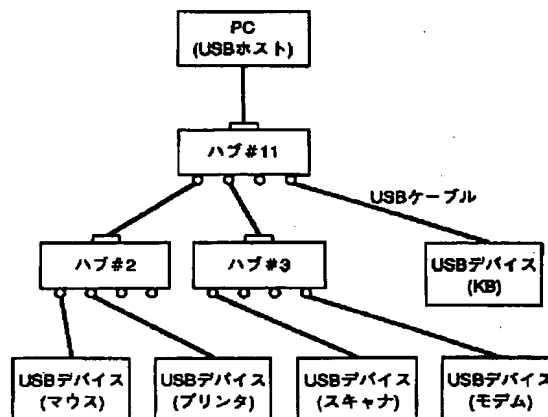 PC
(USBホスト)
ハブ#11
USBケーブル
ハブ#2
ハブ#3
USBデバイス
(KB)
USBデバイス
(マウス)
USBデバイス
(プリンタ)
USBデバイス
(スキャナ)
USBデバイス
(モデム)